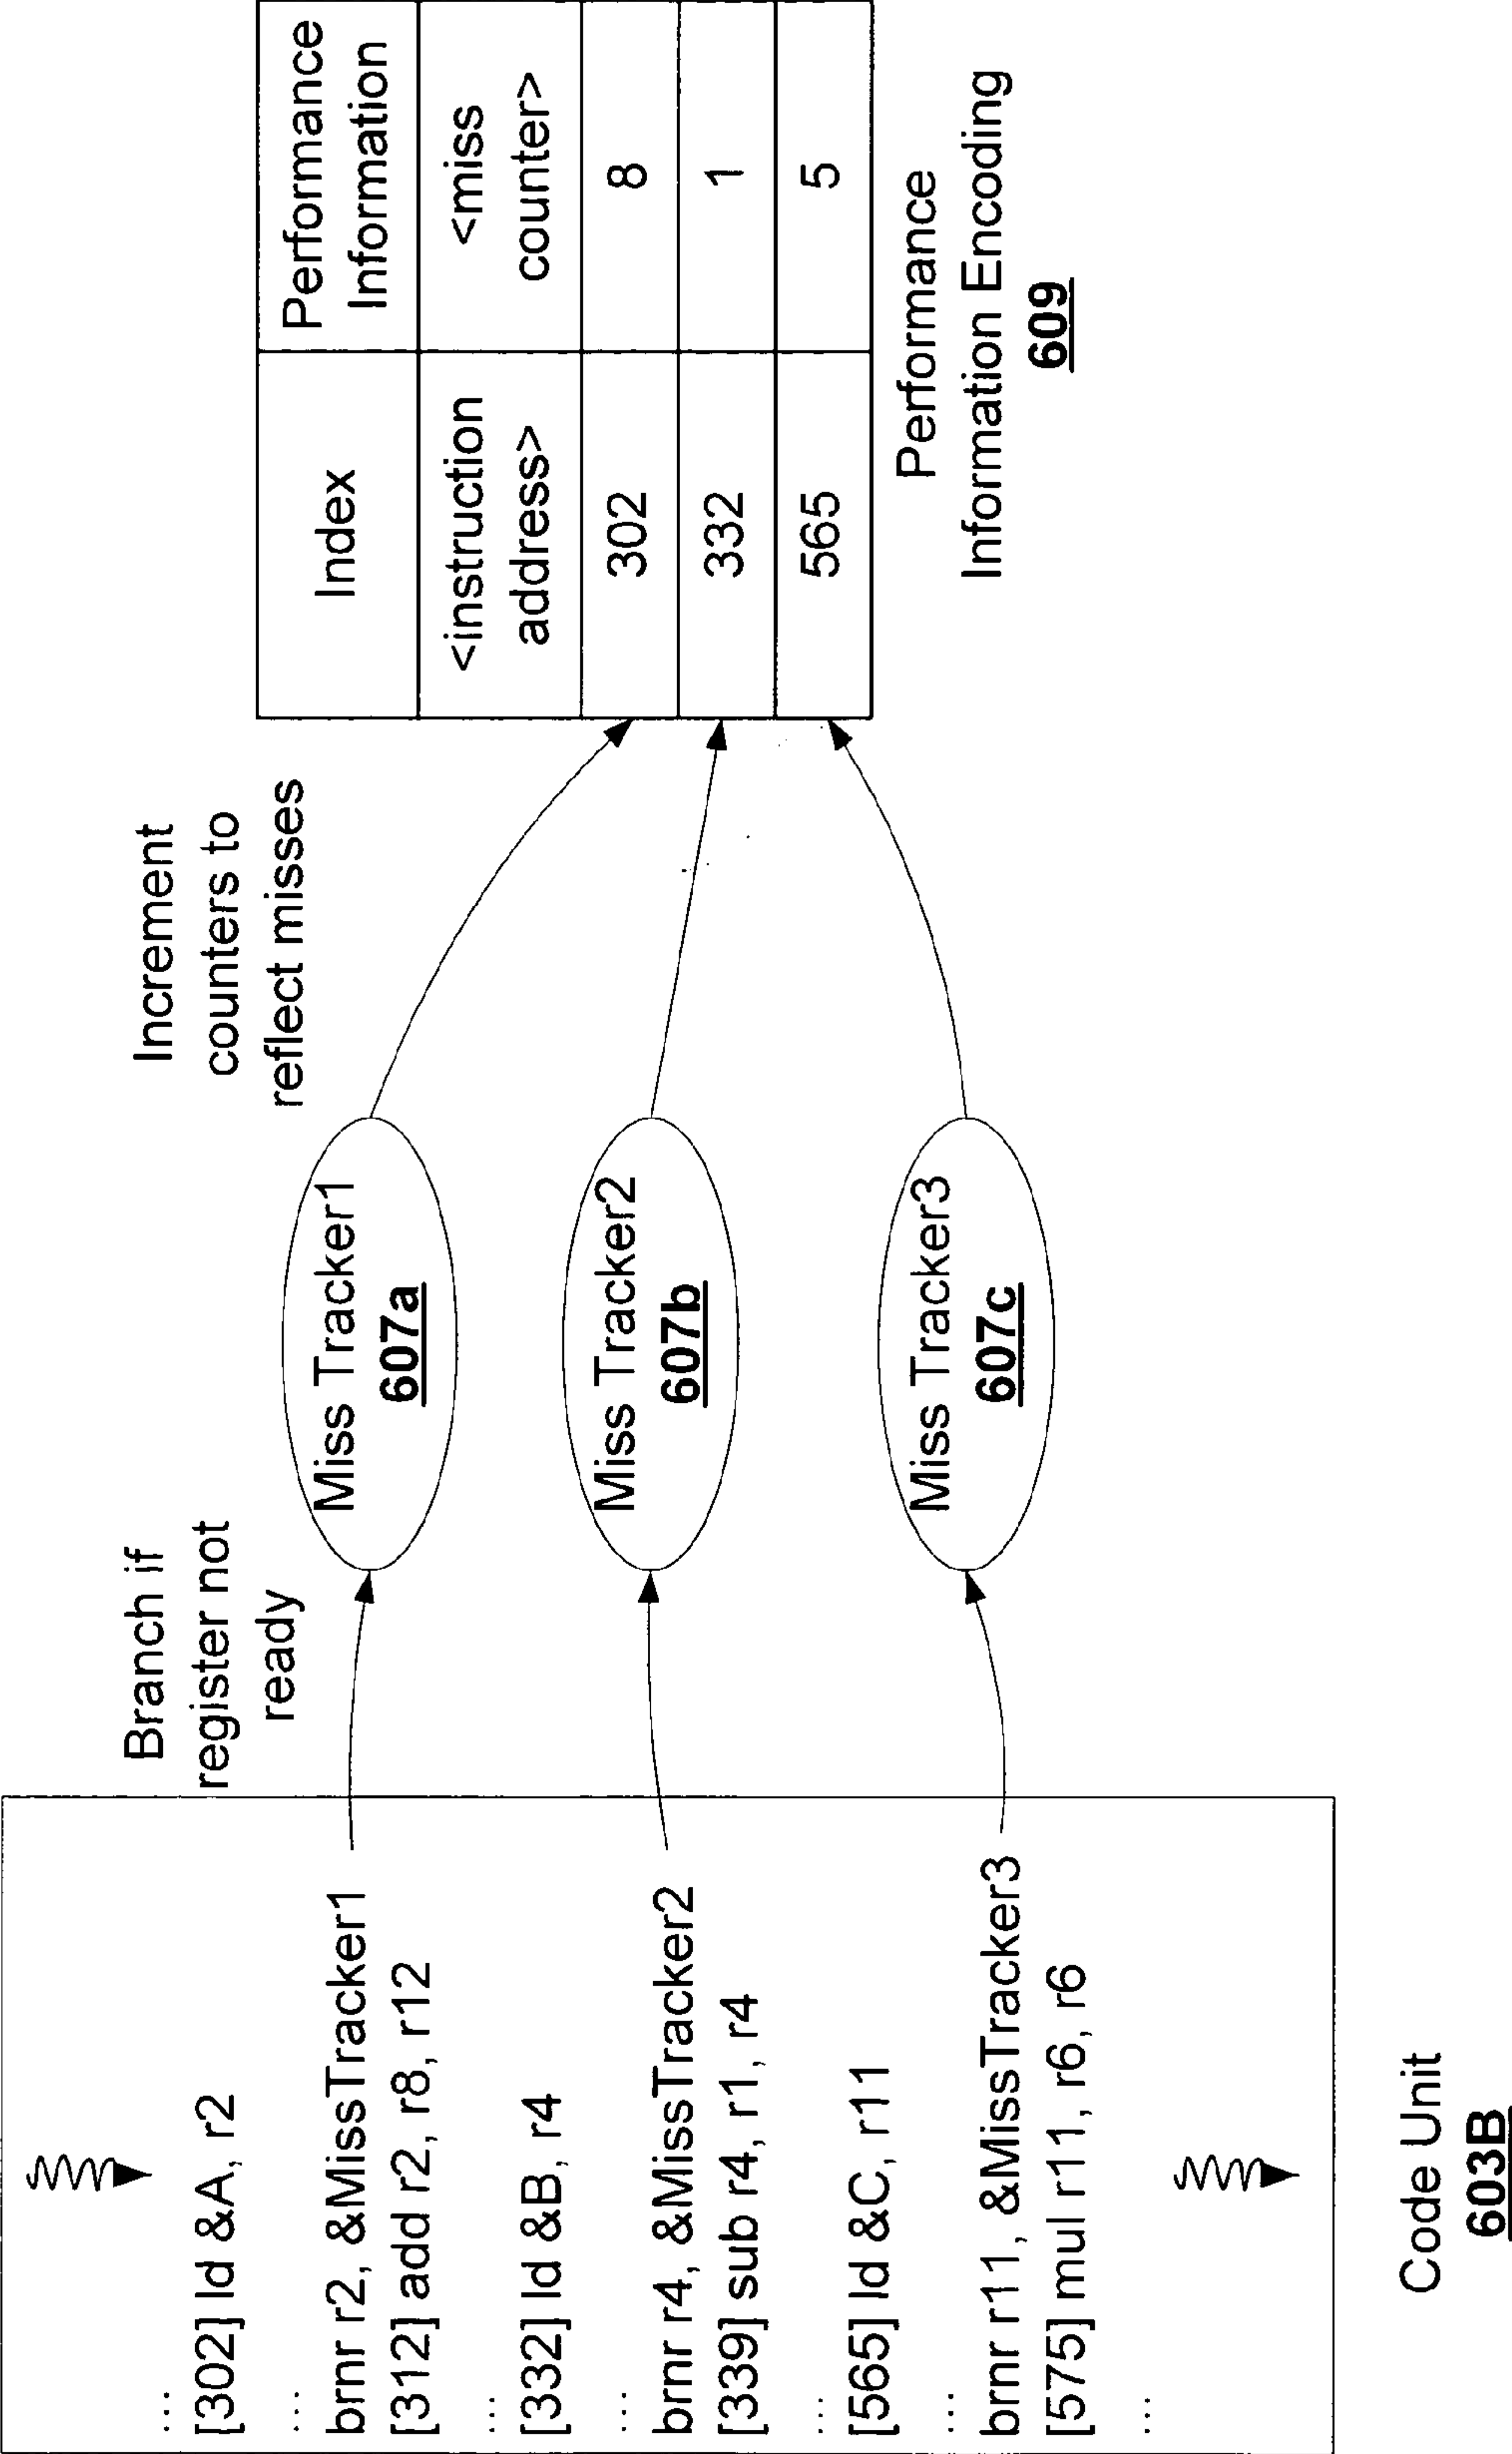 ...
[302] ld &A, r2
...
brnr r2, &MissTracker1
[312] add r2, r8, r12
...
[332] ld &B, r4
...
brnr r4, &MissTracker2
[339] sub r4, r1, r4
...
[565] ld &C, r11
...
brnr r11, &MissTracker3
[575] mul r11, r6, r6
...
Code Unit
603B
Branch if
register not
ready
Miss Tracker1
607a
Miss Tracker2
607b
Miss Tracker3
607c
Increment
counters to
reflect misses
Index
Performance
Information
<instruction
address>
<miss
counter>
302 8
332 1
565 5
Performance
Information Encoding
609